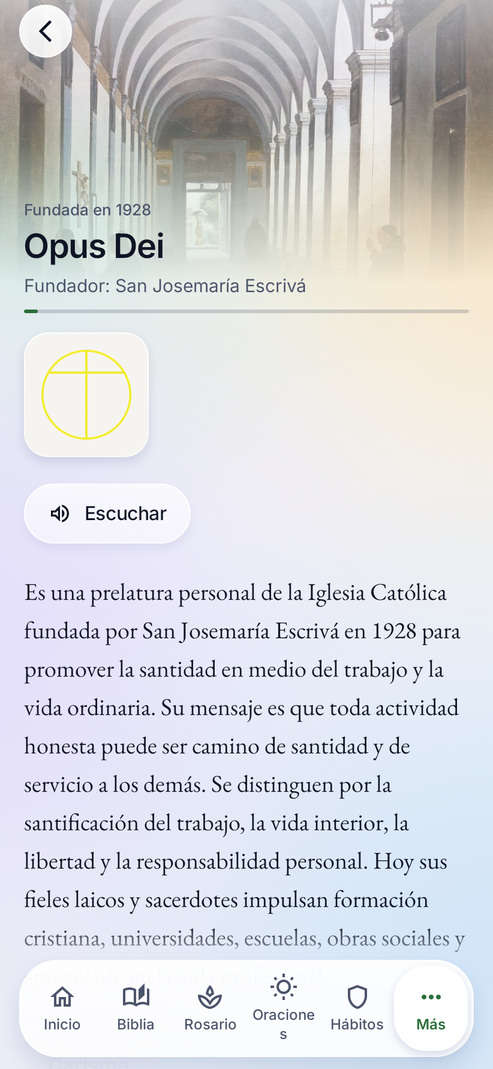 Fundada en 1928
Opus Dei
Fundador: San Josemaría Escrivá
Escuchar
Es una prelatura personal de la Iglesia Católica
fundada por San Josemaría Escrivá en 1928 para
promover la santidad en medio del trabajo y la
vida ordinaria. Su mensaje es que toda actividad
honesta puede ser camino de santidad y de
servicio a los demás. Se distinguen por la
santificación del trabajo, la vida interior, la
libertad y la responsabilidad personal. Hoy sus
fieles laicos y sacerdotes impulsan formación
cristiana, universidades, escuelas, obras sociales y
Inicio
Biblia
Rosario
Oracione
s
Hábitos
Más
Carisma